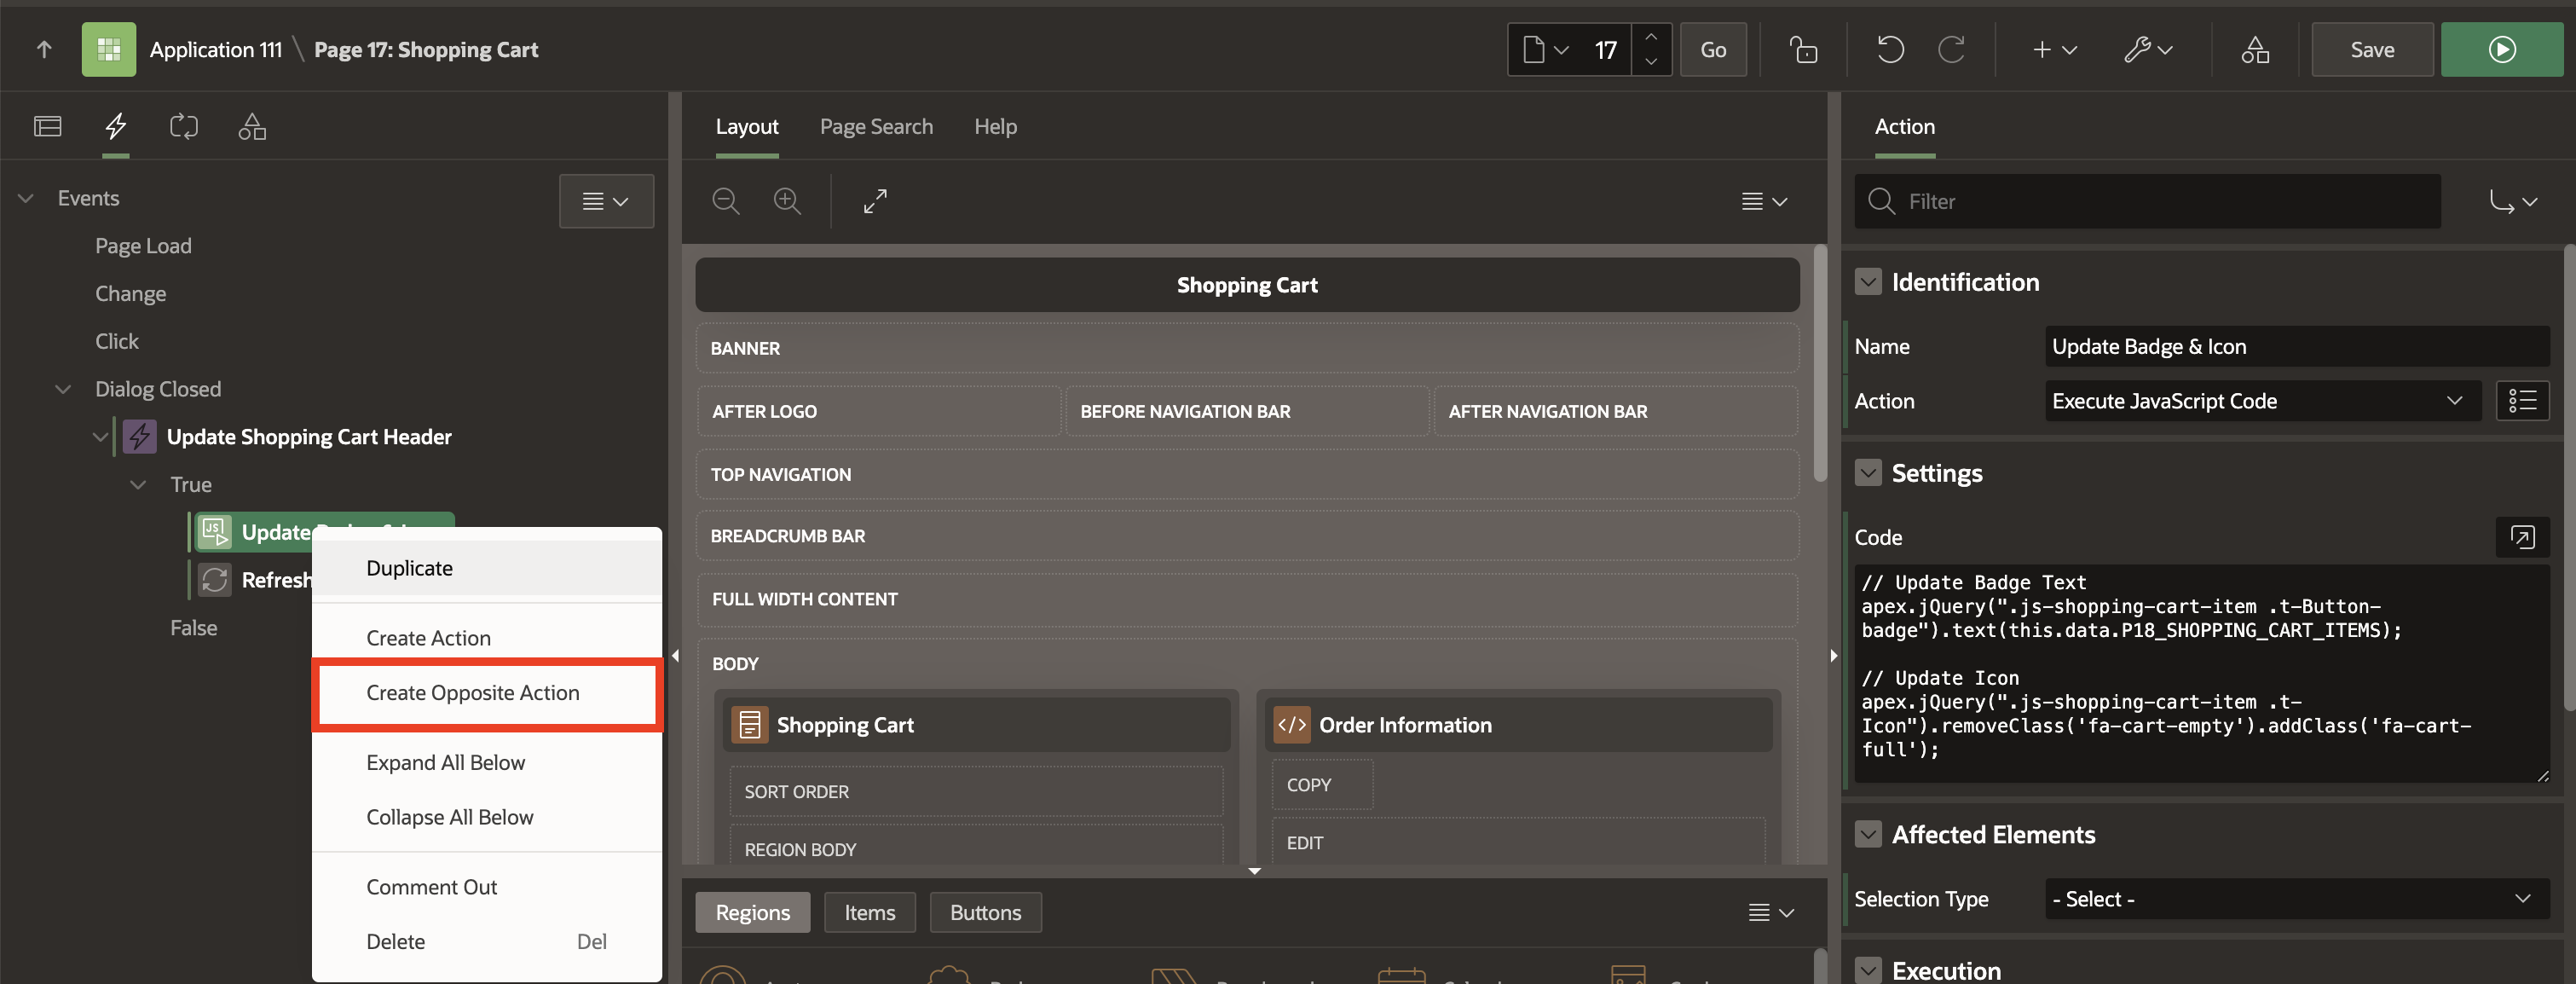 Application 111 \ Page 17: Shopping Cart
17
Go
Save
Layout
Page Search
Help
Action
Events
Page Load
Change
Click
Dialog Closed
Update Shopping Cart Header
True
Update
Refresh
False
Duplicate
Create Action
Create Opposite Action
Expand All Below
Collapse All Below
Comment Out
Delete Del
Shopping Cart
BANNER
AFTER LOGO
BEFORE NAVIGATION BAR
AFTER NAVIGATION BAR
TOP NAVIGATION
BREADCRUMB BAR
FULL WIDTH CONTENT
BODY
Shopping Cart
Order Information
SORT ORDER
COPY
REGION BODY
EDIT
Regions
Items
Buttons
Filter
Identification
Name Update Badge & Icon
Action Execute JavaScript Code
Settings
Code
// Update Badge Text
apex.jQuery(".js-shopping-cart-item .t-Button-
badge").text(this.data.P18_SHOPPING_CART_ITEMS);
// Update Icon
apex.jQuery(".js-shopping-cart-item .t-
Icon").removeClass('fa-cart-empty').addClass('fa-cart-
full');
Affected Elements
Selection Type - Select -
Execution